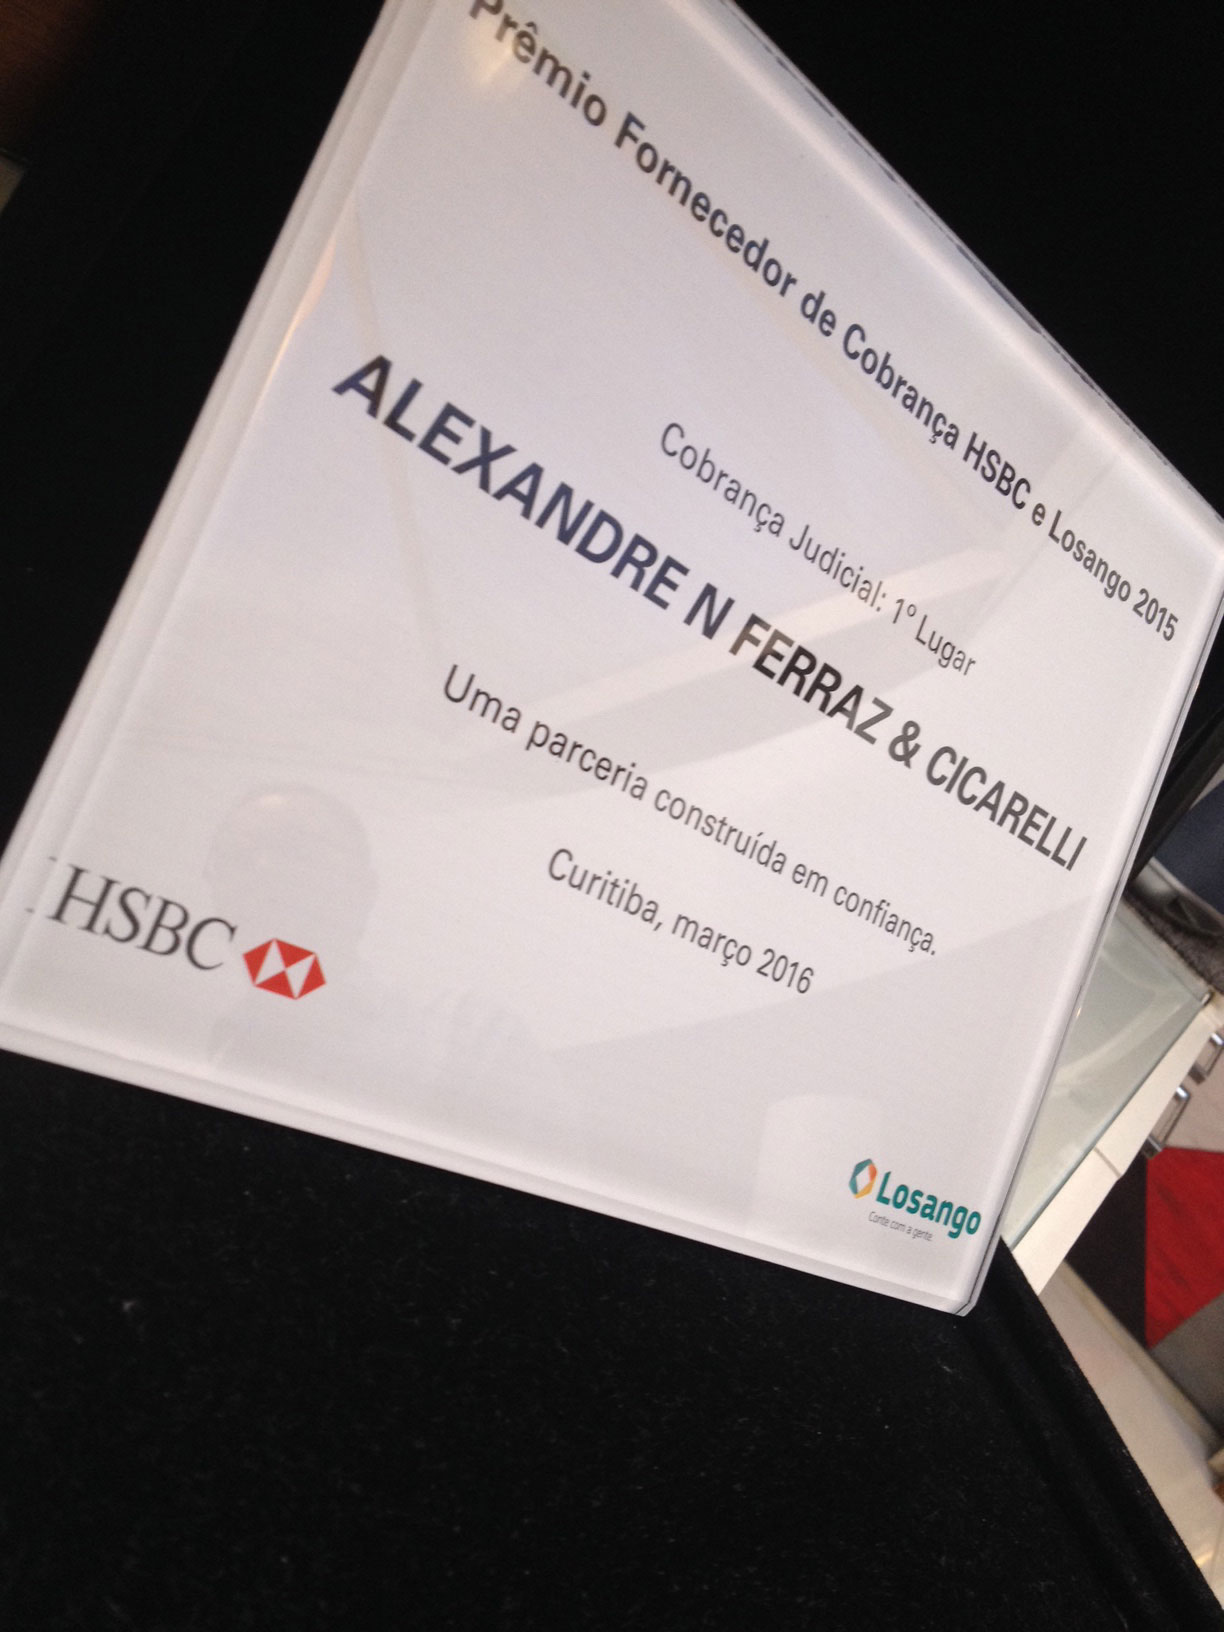 Prêmio Fornecedor de Cobrança HSBC e Losango 2015
Cobrança Judicial: 1º Lugar
ALEXANDRE N FERRAZ & CICARELLI
Uma parceria construída em confiança.
Curitiba, março 2016
HSBC
Losango
Conte com a gente.